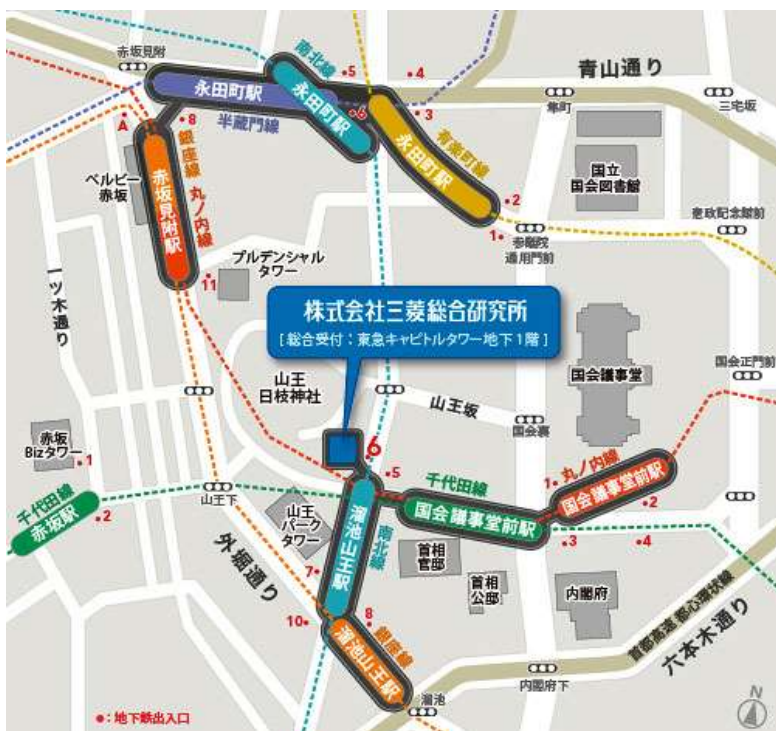 赤坂見附
永田町駅
半蔵門線
南北線
永田町駅
永田町駅
有楽町線
青山通り
隼町
三宅坂
5
4
6
3
8
A
2
1
銀座線
丸ノ内線
赤坂見附駅
ベルビー
赤坂
国立
国会図書館
参議院
通用門前
憲政記念館前
一ツ木通り
11
プルデンシャル
タワー
株式会社三菱総合研究所
[総合受付：東急キャピトルタワー地下1階]
山王
日枝神社
山王坂
国会議事堂
国会正門前
国会裏
赤坂
Bizタワー
1
6
5
千代田線
赤坂駅
2
山王下
千代田線
国会議事堂前駅
1
丸ノ内線
国会議事堂前駅
2
3
4
山王
パーク
タワー
溜池山王駅
南北線
首相
官邸
首相
公邸
内閣府
外堀通り
7
10
8
銀座線
溜池山王駅
溜池
内閣府下
首都高速 都心環状線
六本木通り
●：地下鉄出入口
N